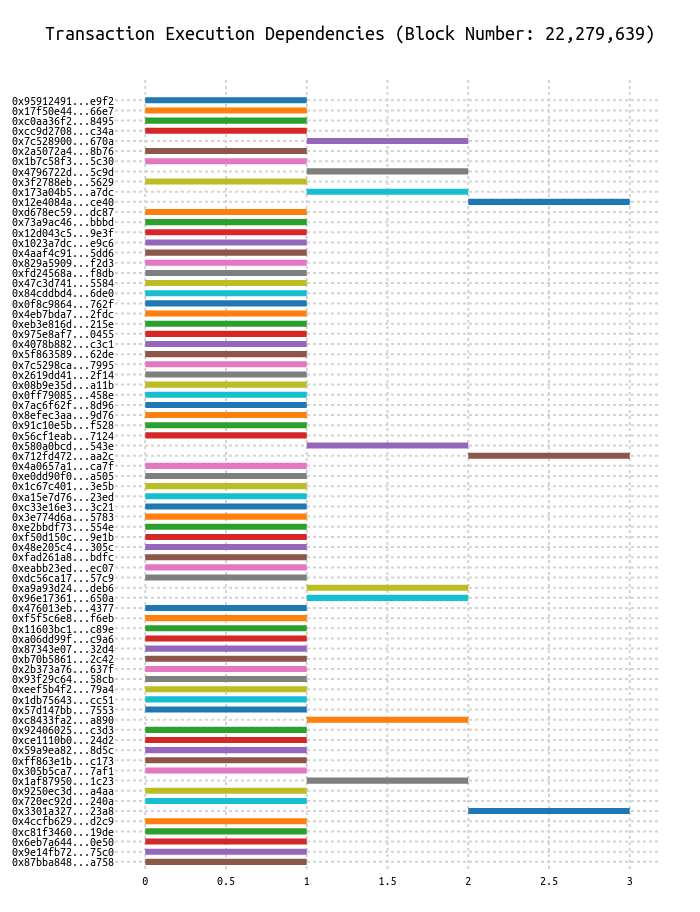 Transaction Execution Dependencies (Block Number: 22,279,639)
0x95912491...e9f2
0x17f50e44...66e7
0xc0aa36f2...8495
0xcc9d2708...c34a
0x7c528900...670a
0x2a5072a4...8b76
0x1b7c58f3...5c30
0x4796722d...5c9d
0x3f2788eb...5629
0x173a04b5...a7dc
0x12e4084a...ce40
0xd678ec59...dc87
0x73a9ac46...bbbd
0x12d043c5...9e3f
0x1023a7dc...e9c6
0x4aaf4c91...5dd6
0x829a5909...f2d3
0xfd24568a...f8db
0x47c3d741...5584
0x84cddbd4...6de0
0x0f8c9864...762f
0x4eb7bda7...2fdc
0xeb3e816d...215e
0x975e8af7...0455
0x4078b882...c3c1
0x5f863589...62de
0x7c5298ca...7995
0x2619dd41...2f14
0x08b9e35d...a11b
0x0ff79085...458e
0x7ac6f62f...8d96
0x8efec3aa...9d76
0x91c10e5b...f528
0x56cf1eab...7124
0x580a0bcd...543e
0x712fd472...aa2c
0x4a0657a1...ca7f
0xe0dd90f0...a505
0x1c67c401...3e5b
0xa15e7d76...23ed
0xc33e16e3...3c21
0x3e774d6a...5783
0xe2bbdf73...554e
0xf50d150c...9e1b
0x48e205c4...305c
0xfad261a8...bdfc
0xeabb23ed...ec07
0xdc56ca17...57c9
0xa9a93d24...deb6
0x96e17361...650a
0x476013eb...4377
0xf5f5c6e8...f6eb
0x11603bc1...c89e
0xa06dd99f...c9a6
0x87343e07...32d4
0xb70b5861...2c42
0x2b373a76...637f
0x93f29c64...58cb
0xeef5b4f2...79a4
0x1db75643...cc51
0x57d147bb...7553
0xc8433fa2...a890
0x92406025...c3d3
0xce1110b0...24d2
0x59a9ea82...8d5c
0xff863e1b...c173
0x305b5ca7...7af1
0x1af87950...1c23
0x9250ec3d...a4aa
0x720ec92d...240a
0x3301a327...23a8
0x4ccfb629...d2c9
0xc81f3460...19de
0x6eb7a644...0e50
0x9e14fb72...75c0
0x87bba848...a758
0 0.5 1 1.5 2 2.5 3